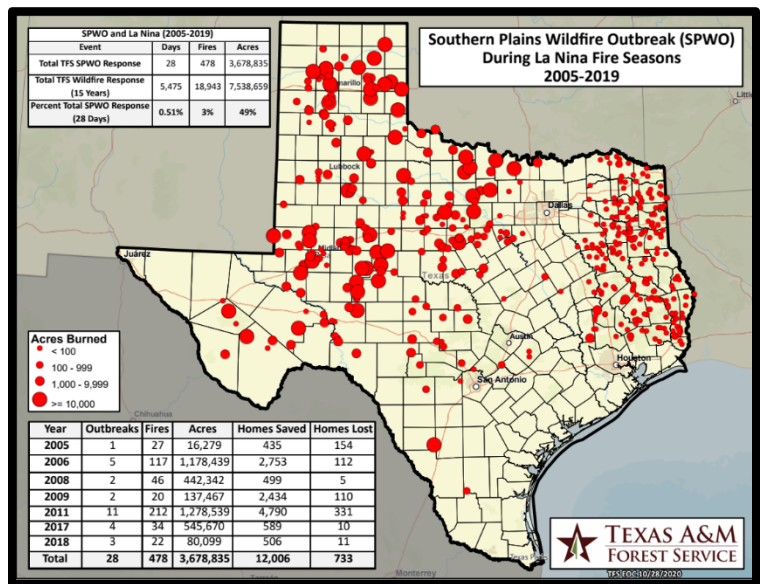 SPWO and La Nina (2005-2019)
Event Days Fires Acres
Total TFS SPWO Response 28 478 3,678,835
Total TFS Wildfire Response (15 Years) 5,475 18,943 7,538,659
Percent Total SPWO Response (28 Days) 0.51% 3% 49%
Southern Plains Wildfire Outbreak (SPWO)
During La Nina Fire Seasons
2005-2019
Little
Lubbock
Dallas
Juárez
Texas
Austin
Houston
San Antonio
Acres Burned
< 100
100 - 999
1,000 - 9,999
>= 10,000
Chihuahua
Year Outbreaks Fires Acres Homes Saved Homes Lost
2005 1 27 16,279 435 154
2006 5 117 1,178,439 2,753 112
2008 2 46 442,342 499 5
2009 2 20 137,467 2,434 110
2011 11 212 1,278,539 4,790 331
2017 4 34 545,670 589 10
2018 3 22 80,099 506 11
Total 28 478 3,678,835 12,006 733
TEXAS A&M
FOREST SERVICE
TFS FOC-10/28/2020
Monterrey